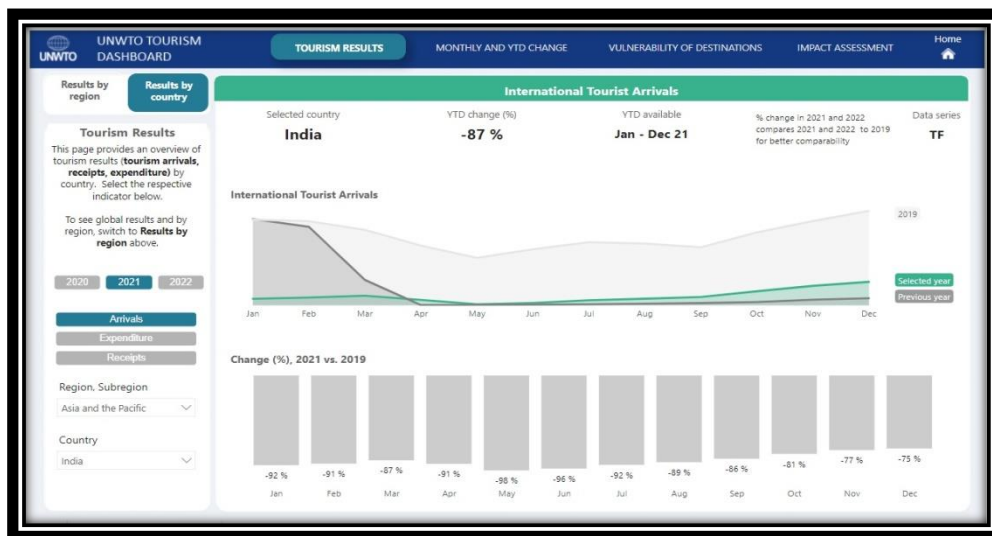 UNWTO
UNWTO TOURISM
DASHBOARD
TOURISM RESULTS
MONTHLY AND YTD CHANGE
VULNERABILITY OF DESTINATIONS
IMPACT ASSESSMENT
Home
Results by
region
Results by
country
Tourism Results
This page provides an overview of
tourism results (tourism arrivals,
receipts, expenditure) by
country. Select the respective
indicator below.
To see global results and by
region, switch to Results by
region above.
2020 2021 2022
Arrivals
Expenditure
Receipts
Region, Subregion
Asia and the Pacific
Country
India
International Tourist Arrivals
Selected country
India
YTD change (%)
-87 %
YTD available
Jan - Dec 21
% change in 2021 and 2022
compares 2021 and 2022 to 2019
for better comparability
Data series
TF
International Tourist Arrivals
2019
Selected year
Previous year
Jan Feb Mar Apr May Jun Jul Aug Sep Oct Nov Dec
Change (%), 2021 vs. 2019
-92 % -91 % -87 % -91 % -98 % -96 % -92 % -89 % -86 % -81 % -77 % -75 %
Jan Feb Mar Apr May Jun Jul Aug Sep Oct Nov Dec